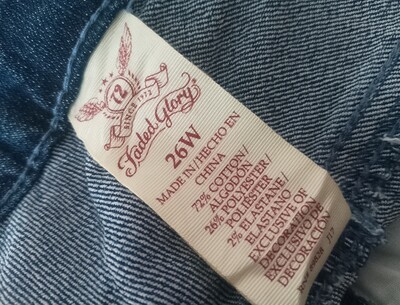 72
SINCE 1972
Faded Glory
26W
MADE IN/HECHO EN
CHINA
72% COTTON/
ALGODÓN
26% POLYESTER/
POLIÉSTER
2% ELASTANE/
ELASTANO
EXCLUSIVE OF
DECORATION/
EXCLUSIVO DE
DECORACIÓN